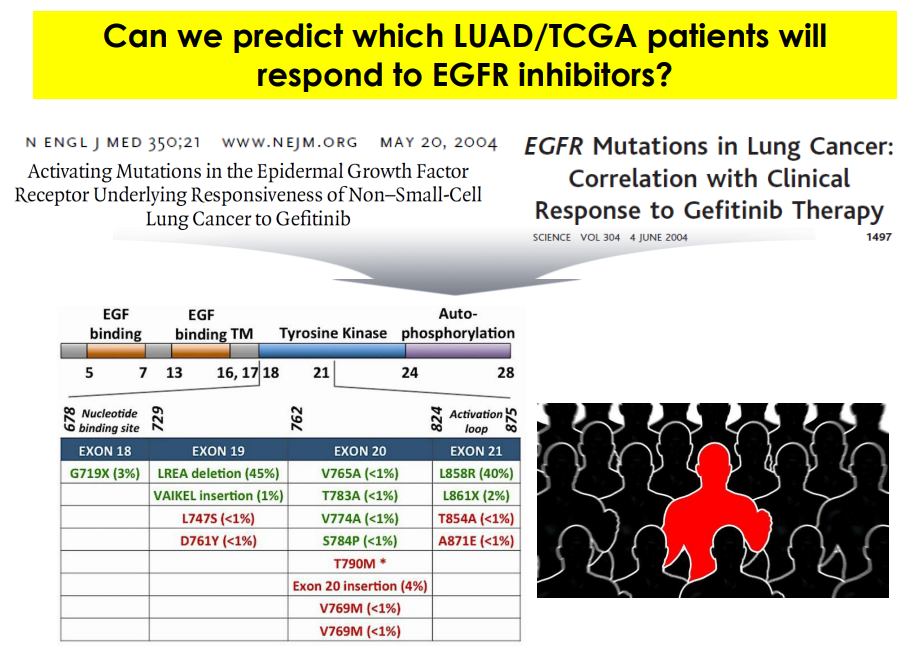 Can we predict which LUAD/TCGA patients will
respond to EGFR inhibitors?
N ENGL J MED 350;21 WWW.NEJM.ORG MAY 20, 2004
Activating Mutations in the Epidermal Growth Factor
Receptor Underlying Responsiveness of Non–Small-Cell
Lung Cancer to Gefitinib
EGFR Mutations in Lung Cancer:
Correlation with Clinical
Response to Gefitinib Therapy
SCIENCE VOL 304 4 JUNE 2004 1497
EGF
binding
EGF
binding TM
Tyrosine Kinase
Auto-
phosphorylation
5 7 13 16, 17 18 21 24 28
678 Nucleotide
binding site 729 762 824 Activation
loop 875
EXON 18 EXON 19 EXON 20 EXON 21
G719X (3%) LREA deletion (45%) V765A (<1%) L858R (40%)
VAIKEL insertion (1%) T783A (<1%) L861X (2%)
L747S (<1%) V774A (<1%) T854A (<1%)
D761Y (<1%) S784P (<1%) A871E (<1%)
T790M *
Exon 20 insertion (4%)
V769M (<1%)
V769M (<1%)